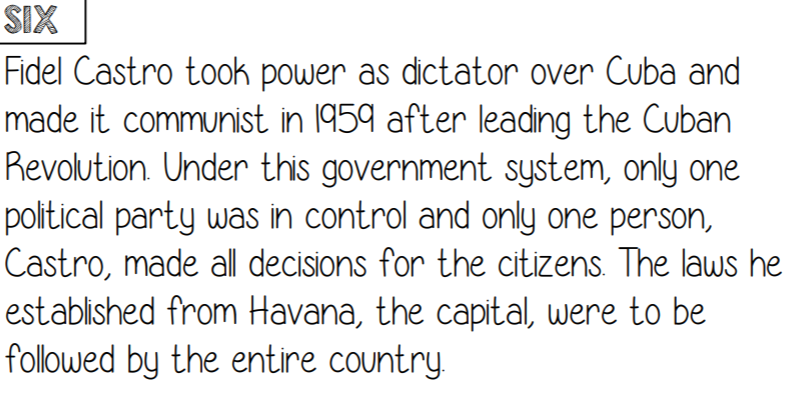 SIX
Fidel Castro took power as dictator over Cuba and
made it communist in 1959 after leading the Cuban
Revolution. Under this government system, only one
political party was in control and only one person,
Castro, made all decisions for the citizens. The laws he
established from Havana, the capital, were to be
followed by the entire country.